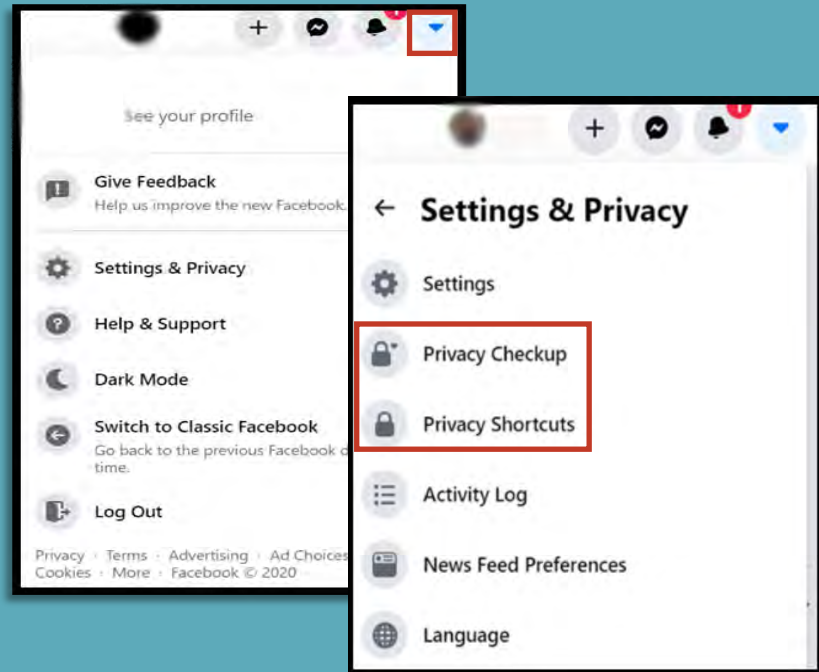 See your profile
Give Feedback
Help us improve the new Facebook.
Settings & Privacy
Help & Support
Dark Mode
Switch to Classic Facebook
Go back to the previous Facebook
time.
Log Out
Privacy · Terms · Advertising · Ad Choices
Cookies · More · Facebook © 2020
Settings & Privacy
Settings
Privacy Checkup
Privacy Shortcuts
Activity Log
News Feed Preferences
Language